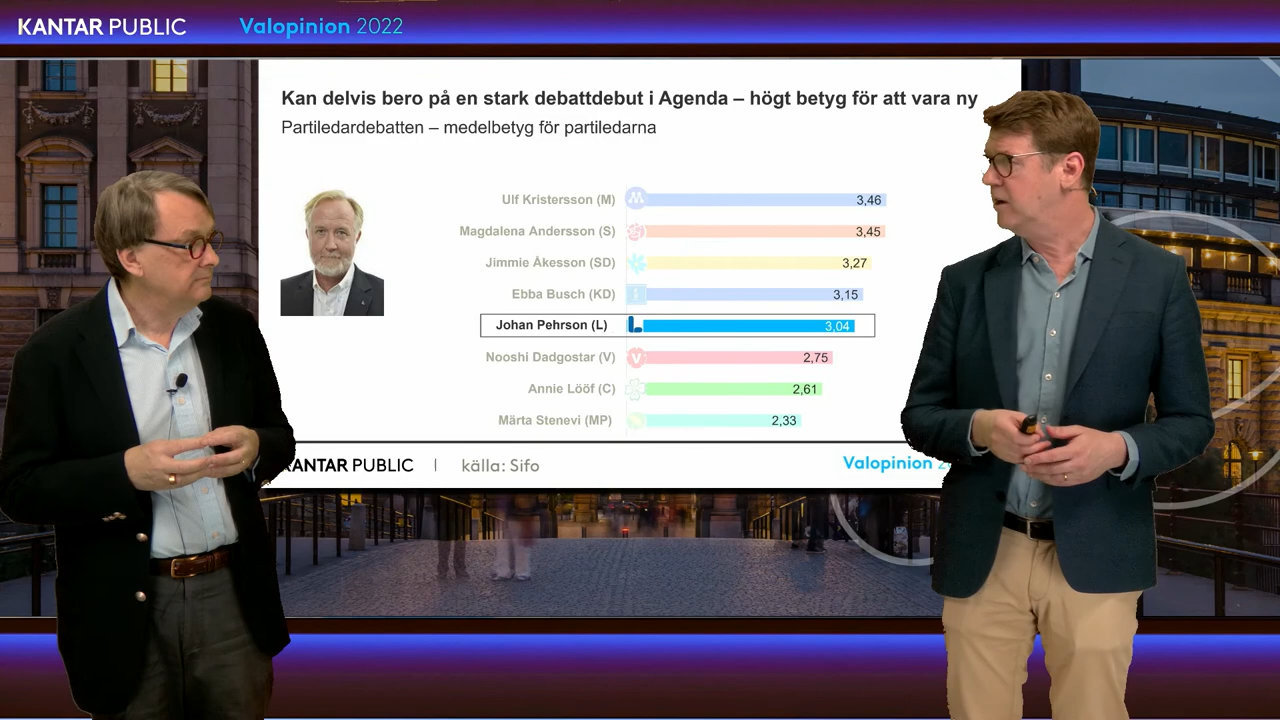 KANTAR PUBLIC
Valopinion 2022
Kan delvis bero på en stark debattdebut i Agenda – högt betyg för att vara ny
Partiledardebatten – medelbetyg för partiledarna
Ulf Kristersson (M) 3,46
Magdalena Andersson (S) 3,45
Jimmie Åkesson (SD) 3,27
Ebba Busch (KD) 3,15
Johan Pehrson (L) 3,04
Nooshi Dadgostar (V) V 2,75
Annie Lööf (C) 2,61
Märta Stenevi (MP) 2,33
KANTAR PUBLIC | källa: Sifo
Valopinion